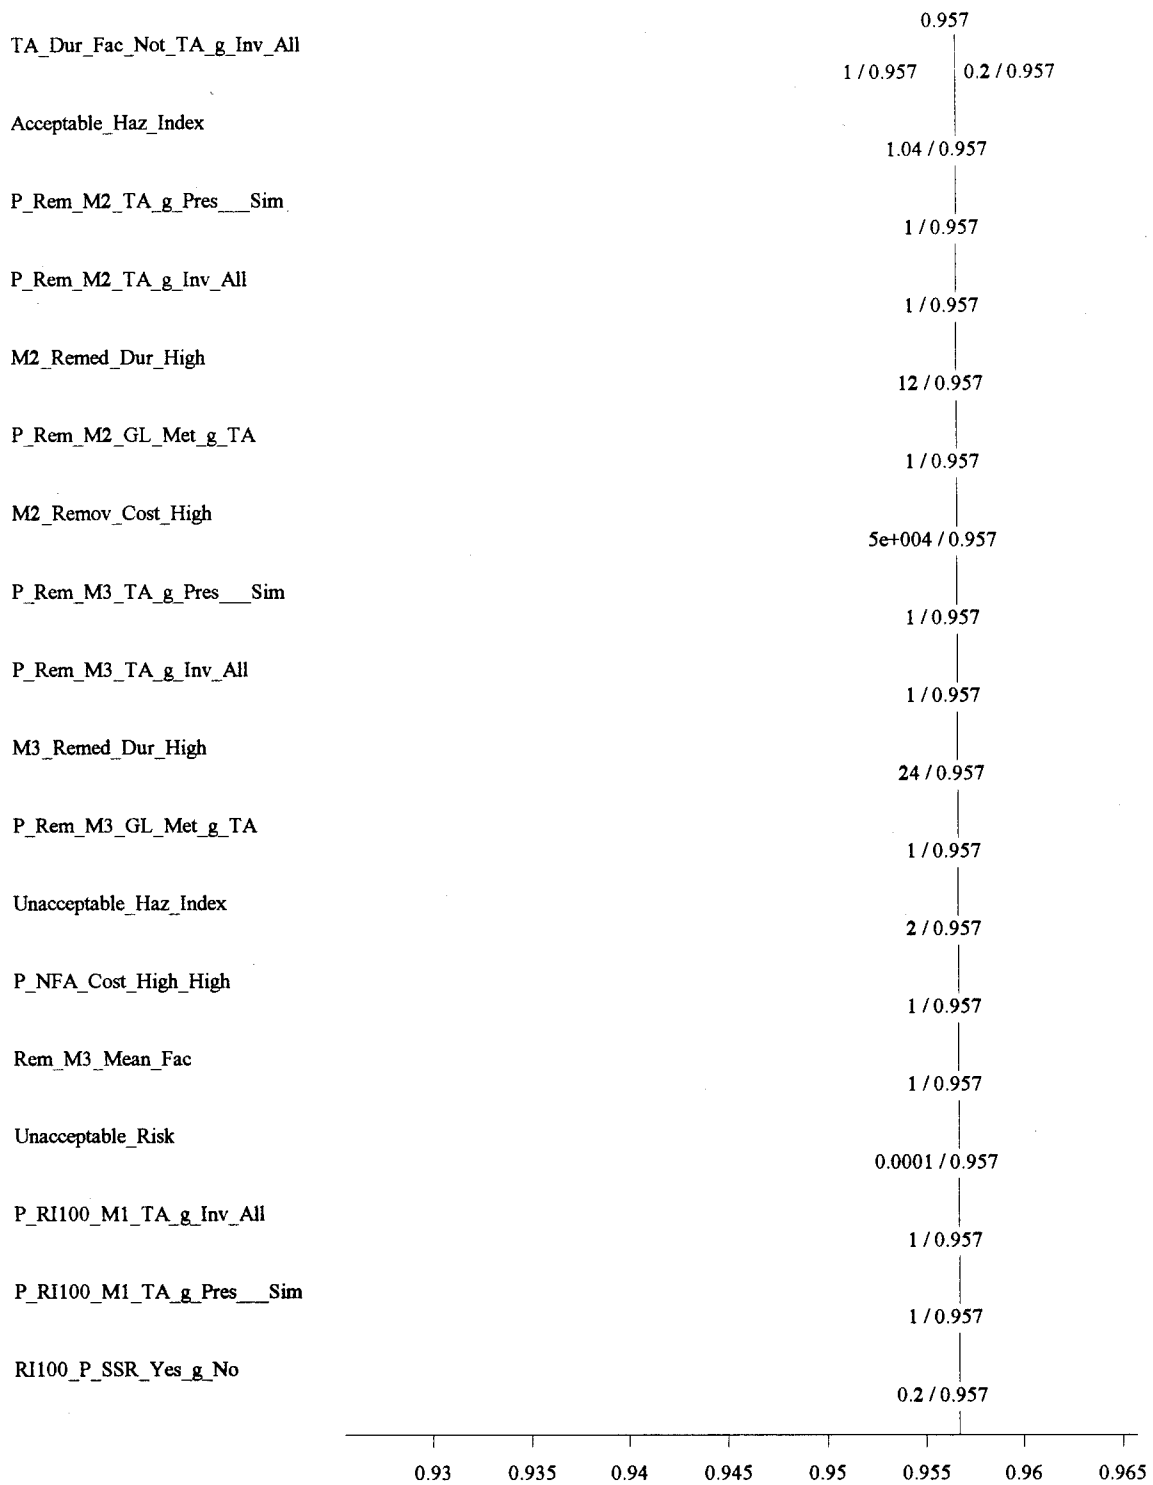 0.957
TA_Dur_Fac_Not_TA_g_Inv_All
1 / 0.957 0.2 / 0.957
Acceptable_Haz_Index
1.04 / 0.957
P_Rem_M2_TA_g_Pres___Sim
1 / 0.957
P_Rem_M2_TA_g_Inv_All
1 / 0.957
M2_Remed_Dur_High
12 / 0.957
P_Rem_M2_GL_Met_g_TA
1 / 0.957
M2_Remov_Cost_High
5e+004 / 0.957
P_Rem_M3_TA_g_Pres___Sim
1 / 0.957
P_Rem_M3_TA_g_Inv_All
1 / 0.957
M3_Remed_Dur_High
24 / 0.957
P_Rem_M3_GL_Met_g_TA
1 / 0.957
Unacceptable_Haz_Index
2 / 0.957
P_NFA_Cost_High_High
1 / 0.957
Rem_M3_Mean_Fac
1 / 0.957
Unacceptable_Risk
0.0001 / 0.957
P_RI100_M1_TA_g_Inv_All
1 / 0.957
P_RI100_M1_TA_g_Pres___Sim
1 / 0.957
RI100_P_SSR_Yes_g_No
0.2 / 0.957
0.93 0.935 0.94 0.945 0.95 0.955 0.96 0.965